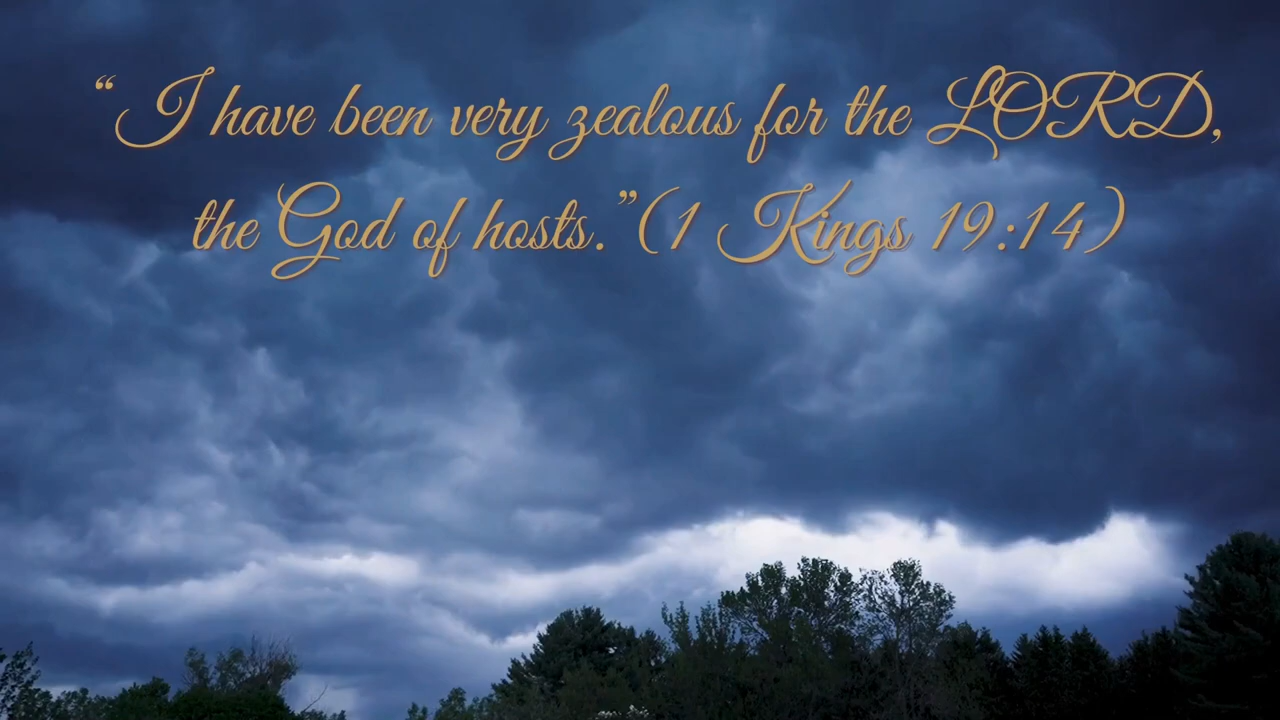 “I have been very zealous for the LORD,
the God of hosts.” (1 Kings 19:14)